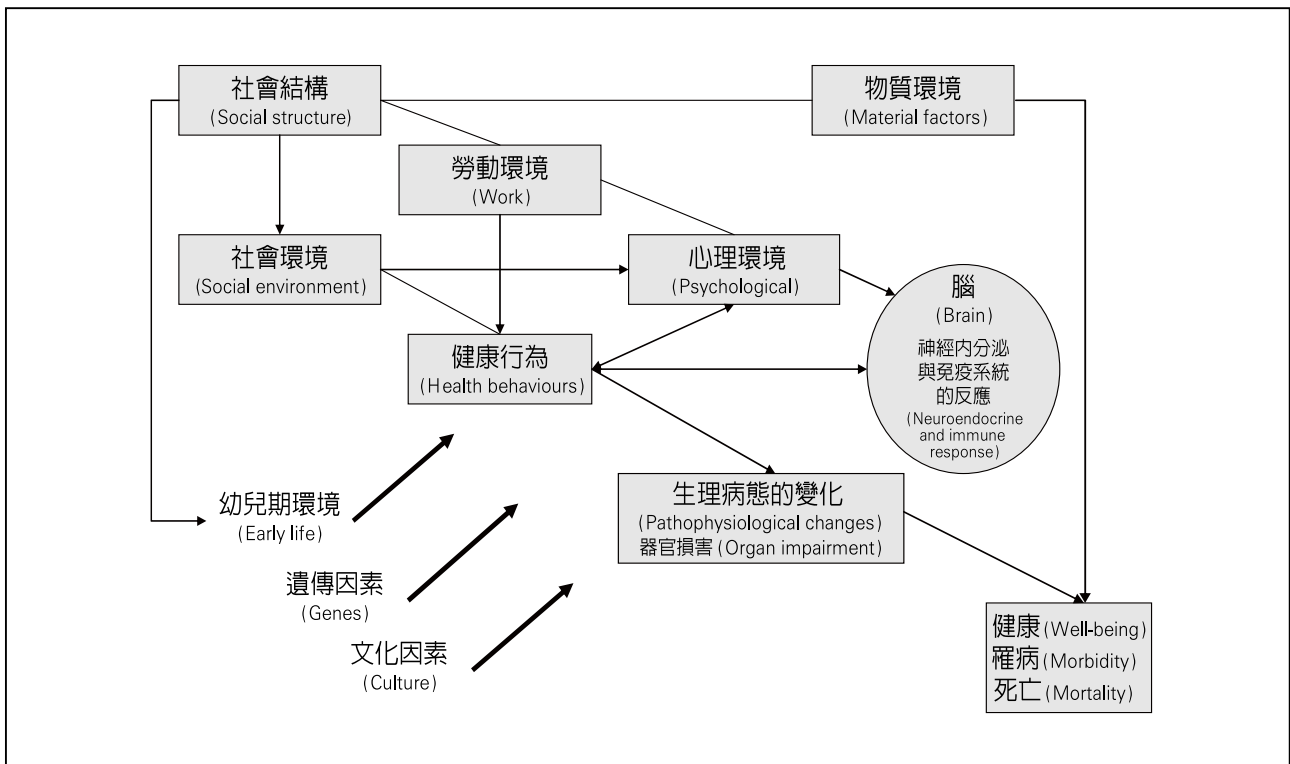 社會結構
(Social structure)
物質環境
(Material factors)
勞動環境
(Work)
社會環境
(Social environment)
心理環境
(Psychological)
腦
(Brain)
神經內分泌
與免疫系統
的反應
(Neuroendocrine
and immune
response)
健康行為
(Health behaviours)
生理病態的變化
(Pathophysiological changes)
器官損害 (Organ impairment)
幼兒期環境
(Early life)
遺傳因素
(Genes)
文化因素
(Culture)
健康 (Well-being)
罹病 (Morbidity)
死亡 (Mortality)